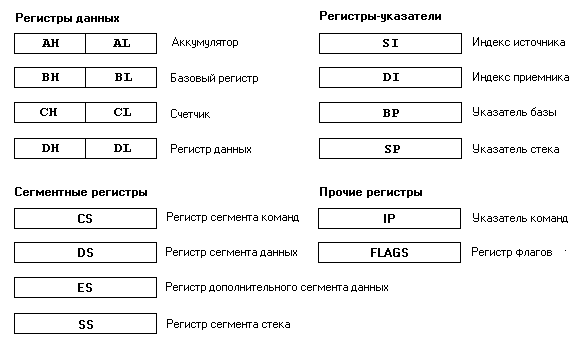 Регистры данных
AH AL Аккумулятор
BH BL Базовый регистр
CH CL Счетчик
DH DL Регистр данных
Регистры-указатели
SI Индекс источника
DI Индекс приемника
BP Указатель базы
SP Указатель стека
Сегментные регистры
CS Регистр сегмента команд
DS Регистр сегмента данных
ES Регистр дополнительного сегмента данных
SS Регистр сегмента стека
Прочие регистры
IP Указатель команд
FLAGS Регистр флагов